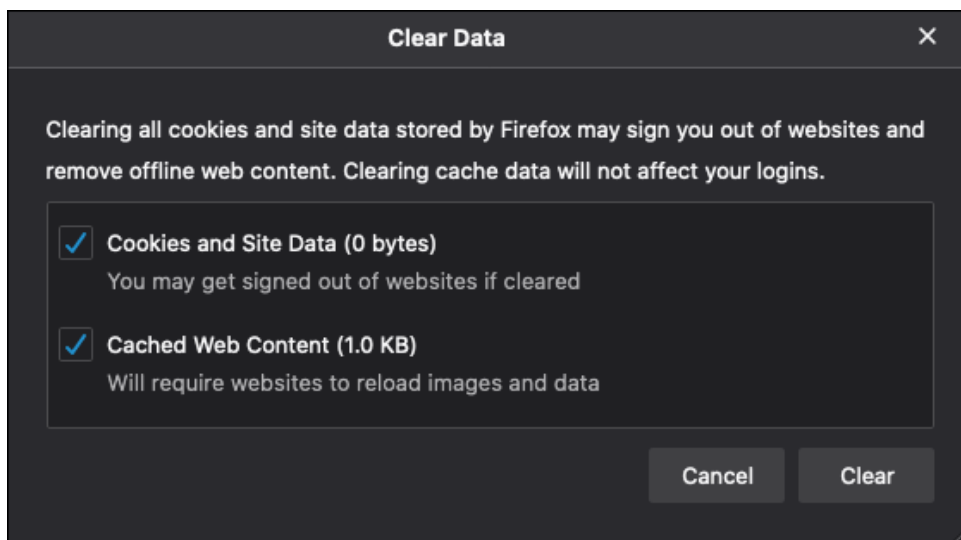 Clear Data
Clearing all cookies and site data stored by Firefox may sign you out of websites and
remove offline web content. Clearing cache data will not affect your logins.
Cookies and Site Data (0 bytes)
You may get signed out of websites if cleared
Cached Web Content (1.0 KB)
Will require websites to reload images and data
Cancel Clear